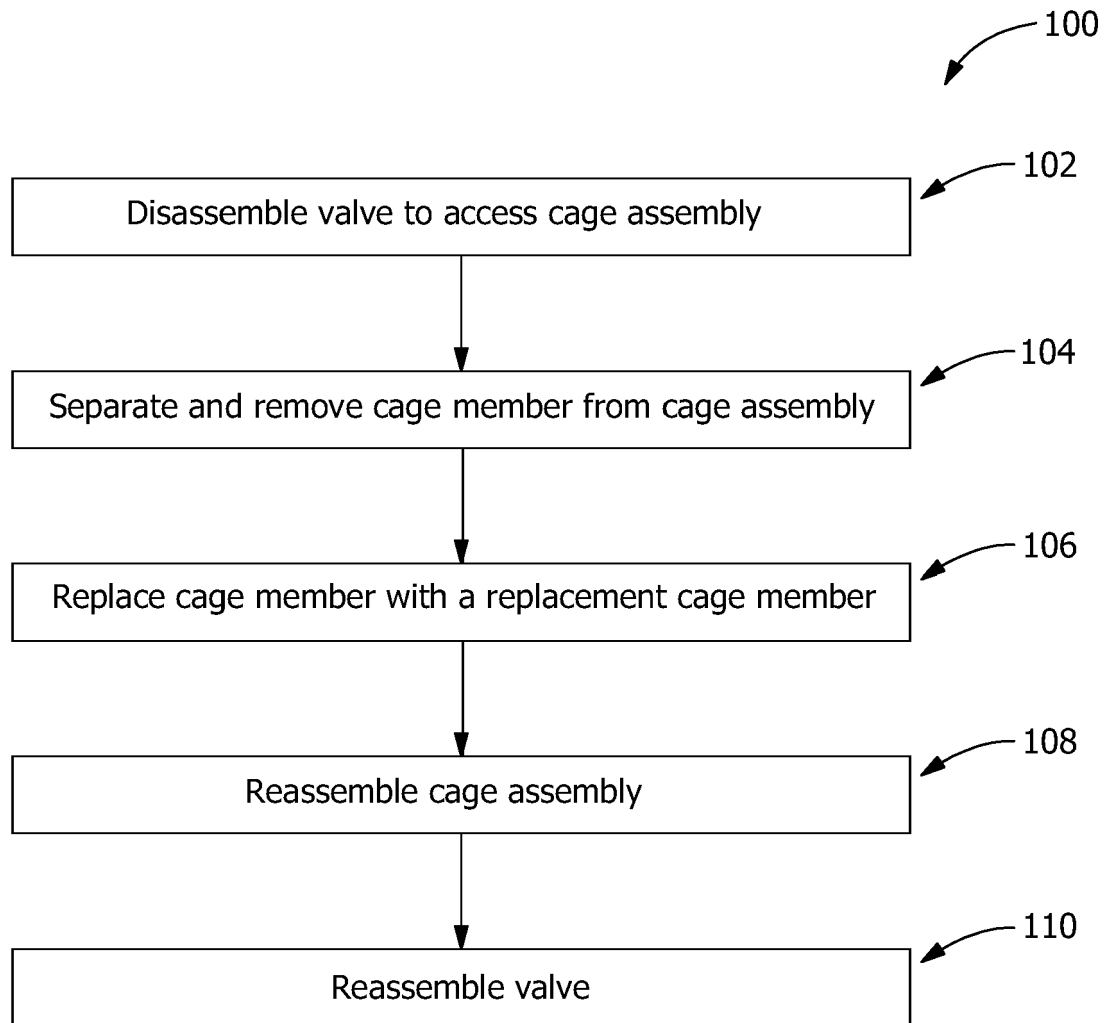 100
102
Disassemble valve to access cage assembly
104
Separate and remove cage member from cage assembly
106
Replace cage member with a replacement cage member
108
Reassemble cage assembly
110
Reassemble valve